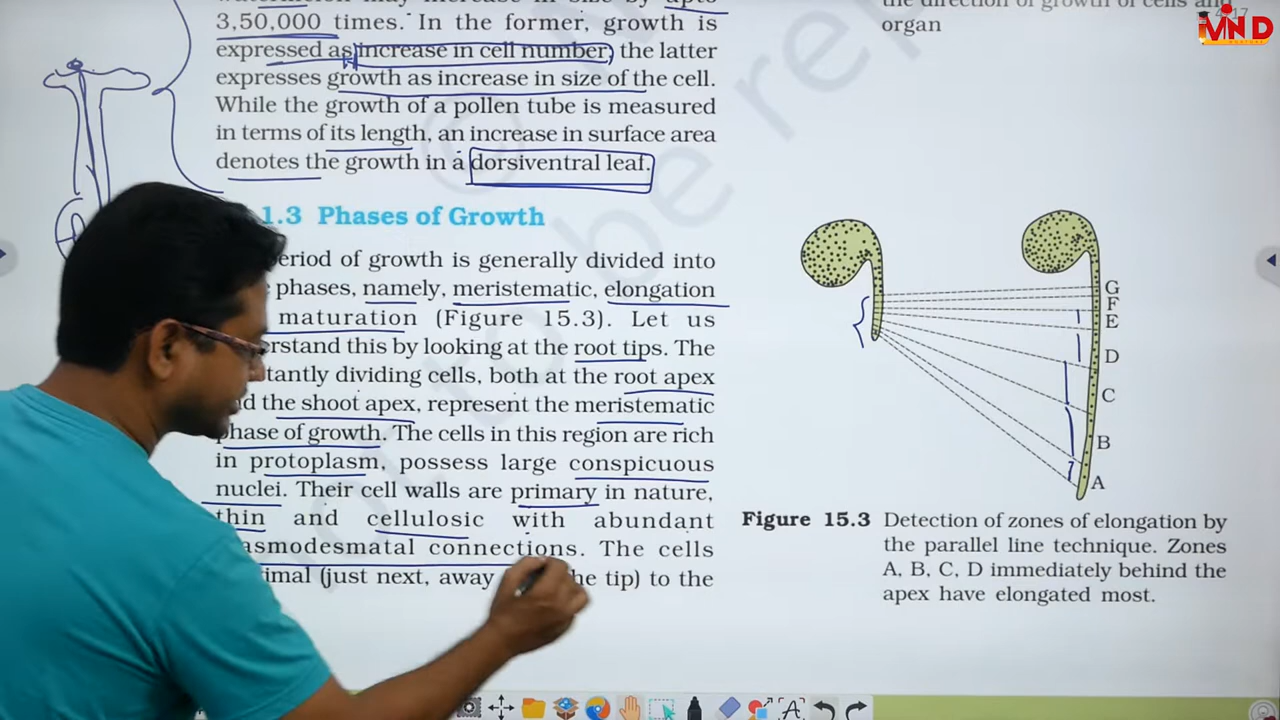 3,50,000 times. In the former, growth is
expressed as increase in cell number; the latter
expresses growth as increase in size of the cell.
While the growth of a pollen tube is measured
in terms of its length, an increase in surface area
denotes the growth in a dorsiventral leaf.
1.3 Phases of Growth
eriod of growth is generally divided into
phases, namely, meristematic, elongation
maturation (Figure 15.3). Let us
erstand this by looking at the root tips. The
tantly dividing cells, both at the root apex
d the shoot apex, represent the meristematic
phase of growth. The cells in this region are rich
in protoplasm, possess large conspicuous
nuclei. Their cell walls are primary in nature,
thin and cellulosic with abundant
asmodesmatal connections. The cells
imal (just next, away he tip) to the
organ
G
F
E
D
C
B
A
Figure 15.3 Detection of zones of elongation by
the parallel line technique. Zones
A, B, C, D immediately behind the
apex have elongated most.
MIND